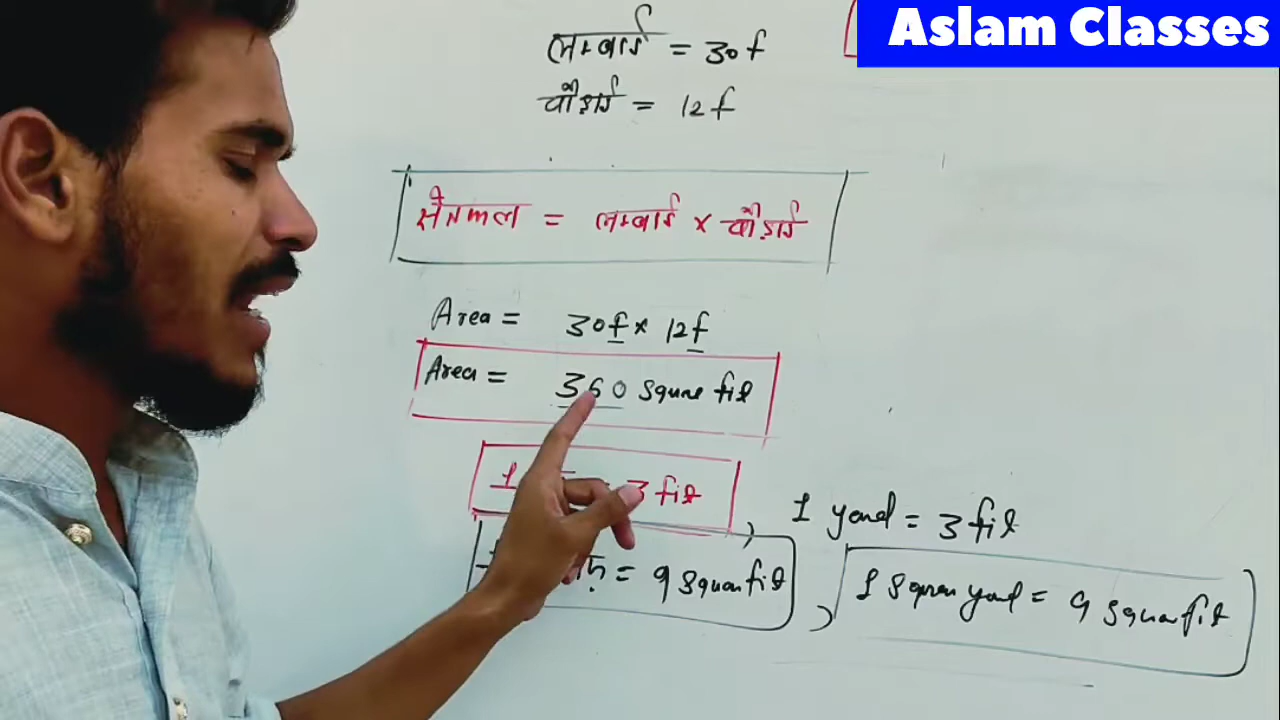 Aslam Classes
लम्बाई = 30f
चौड़ाई = 12f
क्षेत्रफल = लम्बाई × चौड़ाई
Area = 30f × 12f
Area = 360 square fit
1 = 3 fit
, 1 yard = 3 fit
= 9 square fit
, 1 square yard = 9 square fit